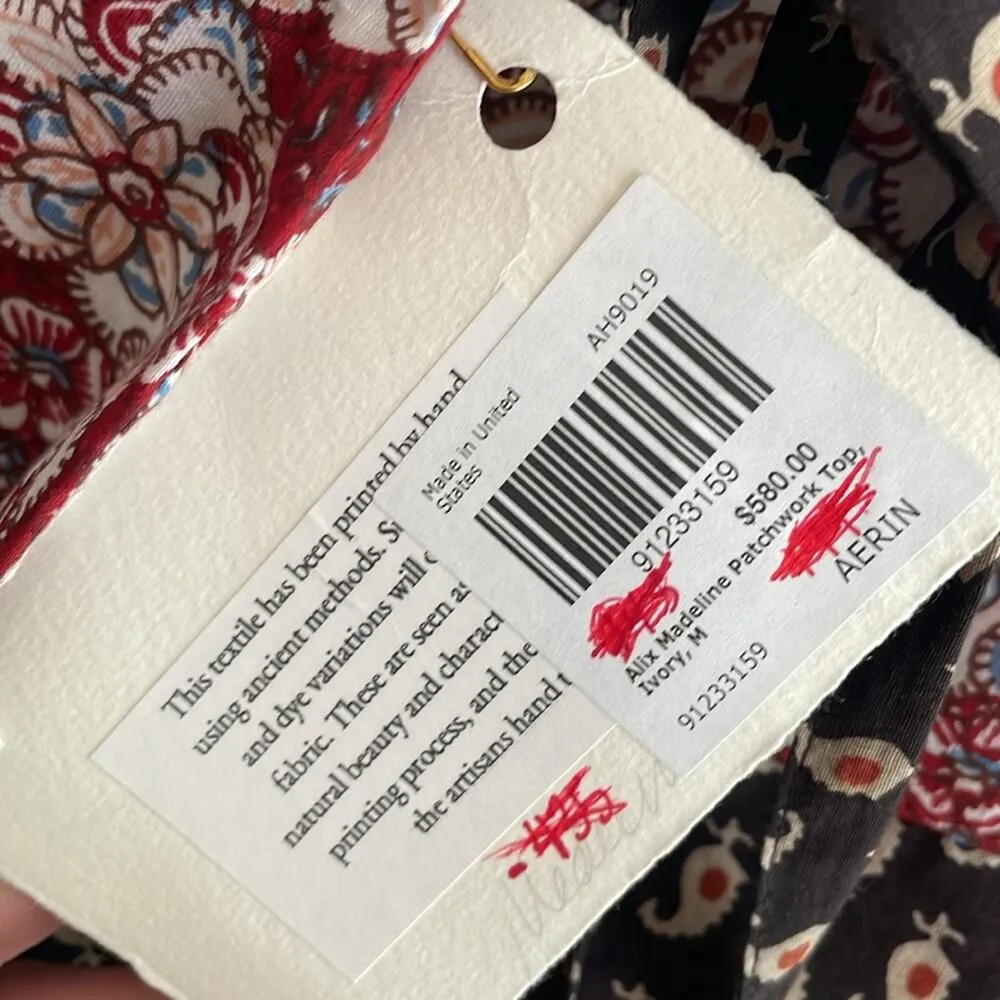 This textile has been printed by hand
using ancient methods. S
and dye variations will
fabric. These are seen as
natural beauty and charact
printing process, and the
the artisans hand
Made in United
States
AH9019
91233159
$580.00
Alix Madeline Patchwork Top,
Ivory, M
AERIN
91233159